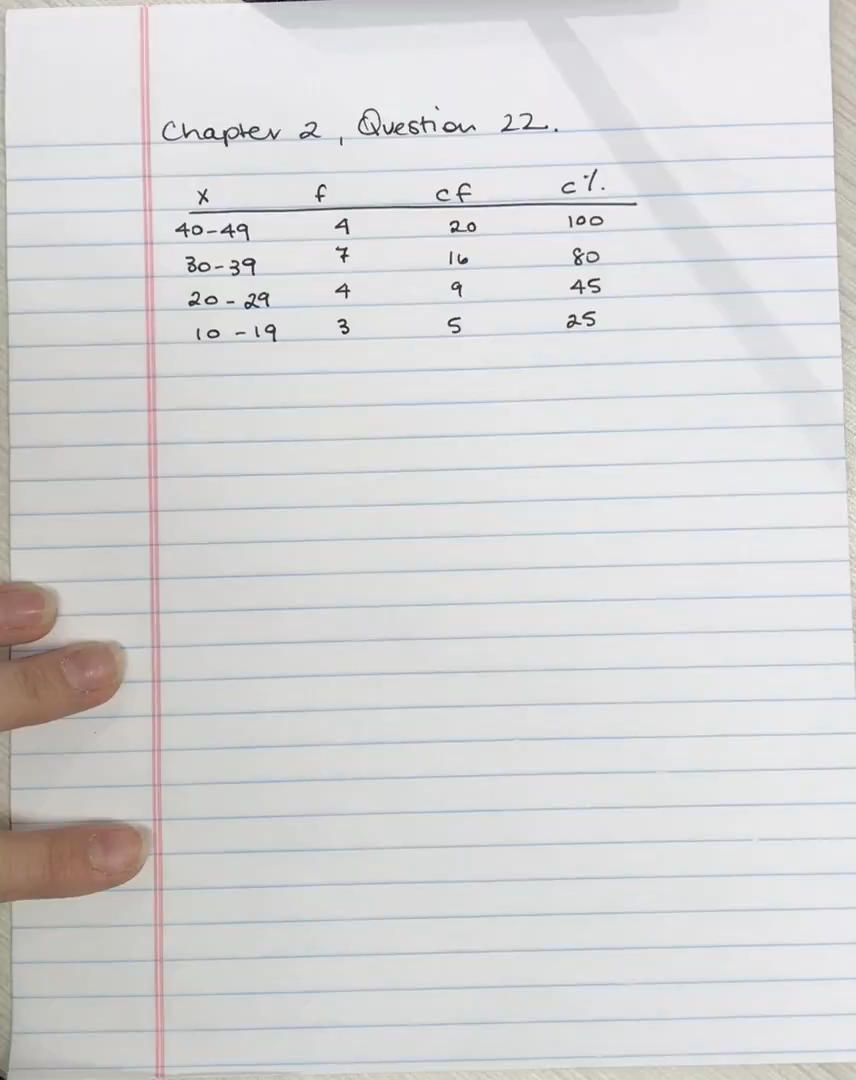 Chapter 2, Question 22.
x f cf c%.
40-49 4 20 100
30-39 7 16 80
20-29 4 9 45
10-19 3 5 25